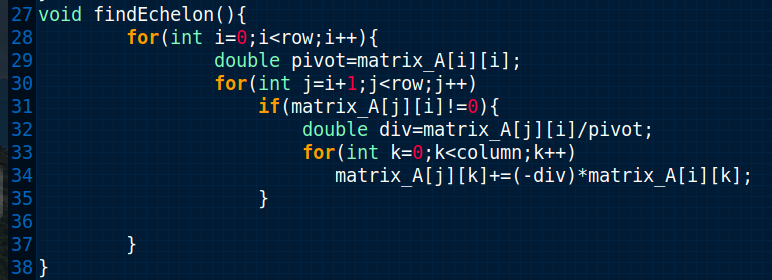 27 void findEchelon(){
28 for(int i=0;i<row;i++){
29 double pivot=matrix_A[i][i];
30 for(int j=i+1;j<row;j++)
31 if(matrix_A[j][i]!=0){
32 double div=matrix_A[j][i]/pivot;
33 for(int k=0;k<column;k++)
34 matrix_A[j][k]+=(-div)*matrix_A[i][k];
35 }
36
37 }
38 }